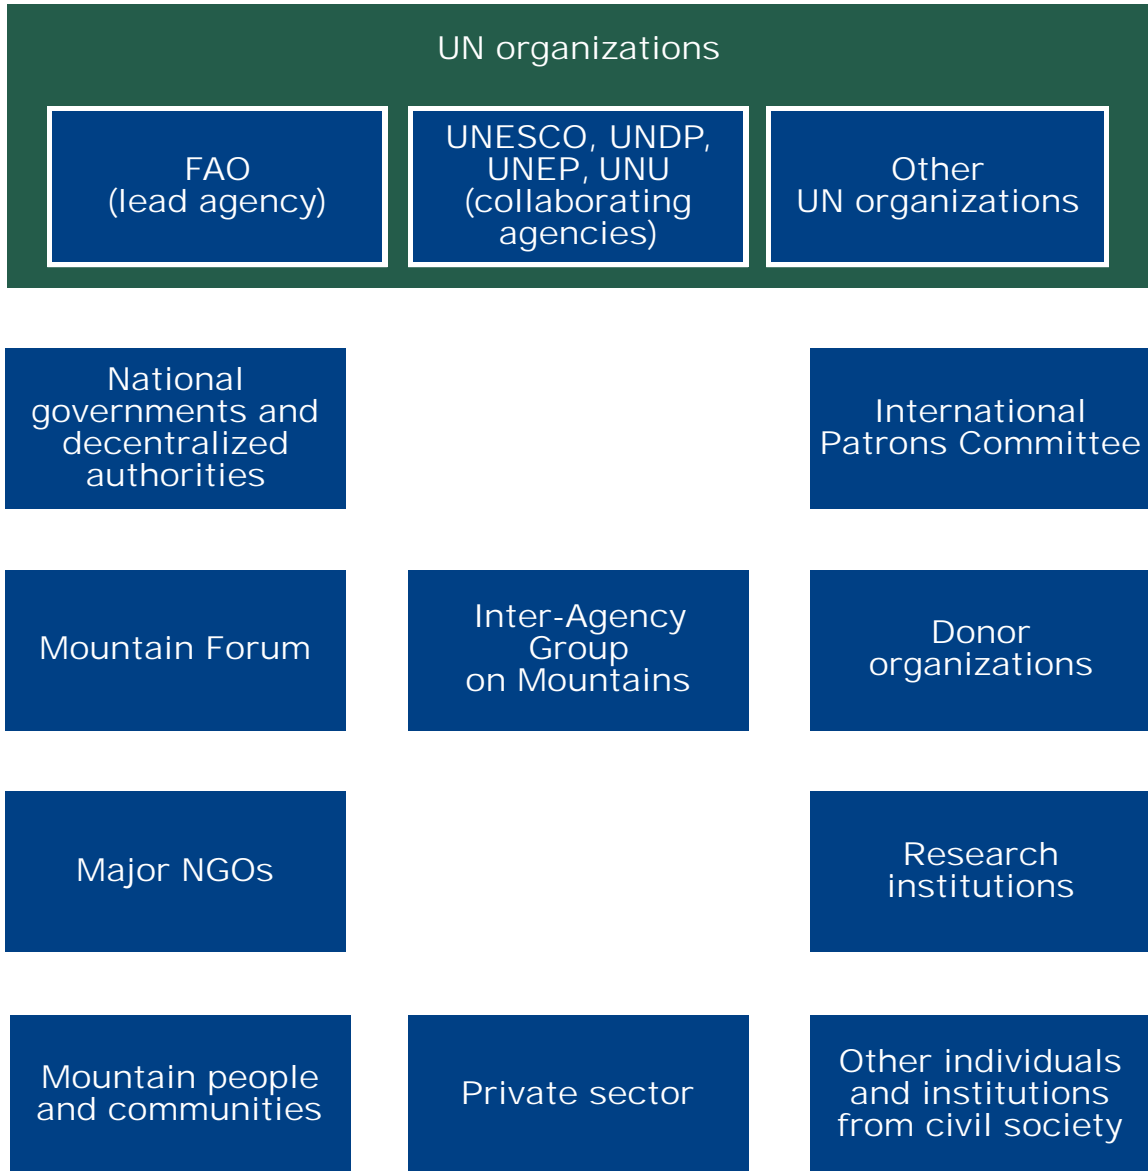 UN organizations
FAO
(lead agency)
UNESCO, UNDP,
UNEP, UNU
(collaborating
agencies)
Other
UN organizations
National
governments and
decentralized
authorities
International
Patrons Committee
Mountain Forum
Inter-Agency
Group
on Mountains
Donor
organizations
Major NGOs
Research
institutions
Mountain people
and communities
Private sector
Other individuals
and institutions
from civil society